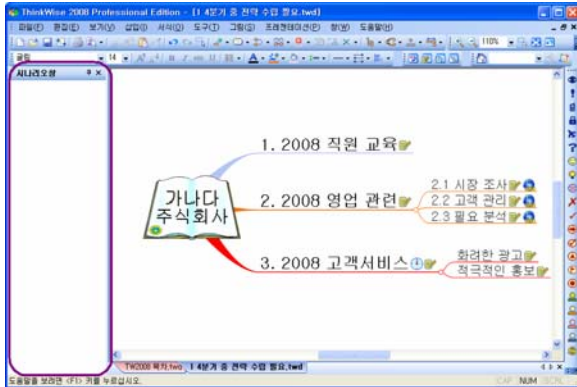 ThinkWise 2008 Professional Edition - [1 4분기 중 전략 수립 필요.twd]
파일(F) 편집(E) 보기(V) 삽입(I) 서식(O) 도구(T) 그림(S) 프레젠테이션(P) 창(W) 도움말(H)
110%
굴림 14
시나리오창
1. 2008 직원 교육
가나다
주식회사
2. 2008 영업 관련
2.1 시장 조사
2.2 고객 관리
2.3 필요 분석
3. 2008 고객서비스
화려한 광고
적극적인 홍보
TW2008 목차.twd 1 4분기 중 전략 수립 필요.twd
도움말을 보려면 <F1> 키를 누르십시오.
CAP NUM SCRL